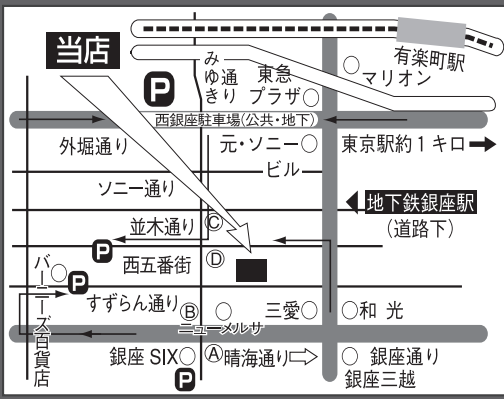 当店
有楽町駅
マリオン
みゆき通り
東急
プラザ
P
西銀座駐車場(公共・地下)
外堀通り
元・ソニー
ビル
東京駅約1キロ
ソニー通り
地下鉄銀座駅
(道路下)
並木通り
C
P
西五番街
D
バーニーズ百貨店
P
すずらん通り
B
ニューメルサ
三愛
和 光
銀座 SIX
A
晴海通り
銀座通り
銀座三越
P